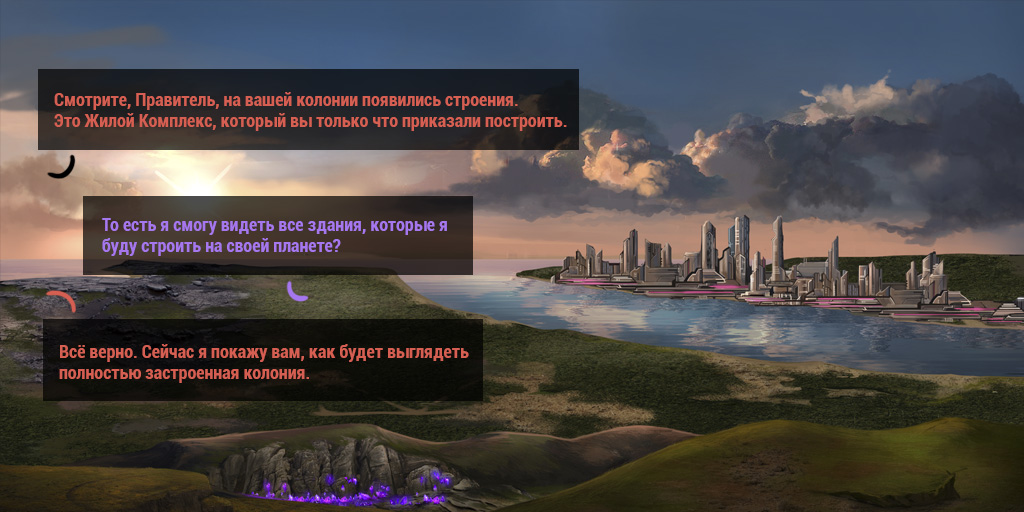 Смотрите, Правитель, на вашей колонии появились строения.
Это Жилой Комплекс, который вы только что приказали построить.
То есть я смогу видеть все здания, которые я
буду строить на своей планете?
Всё верно. Сейчас я покажу вам, как будет выглядеть
полностью застроенная колония.